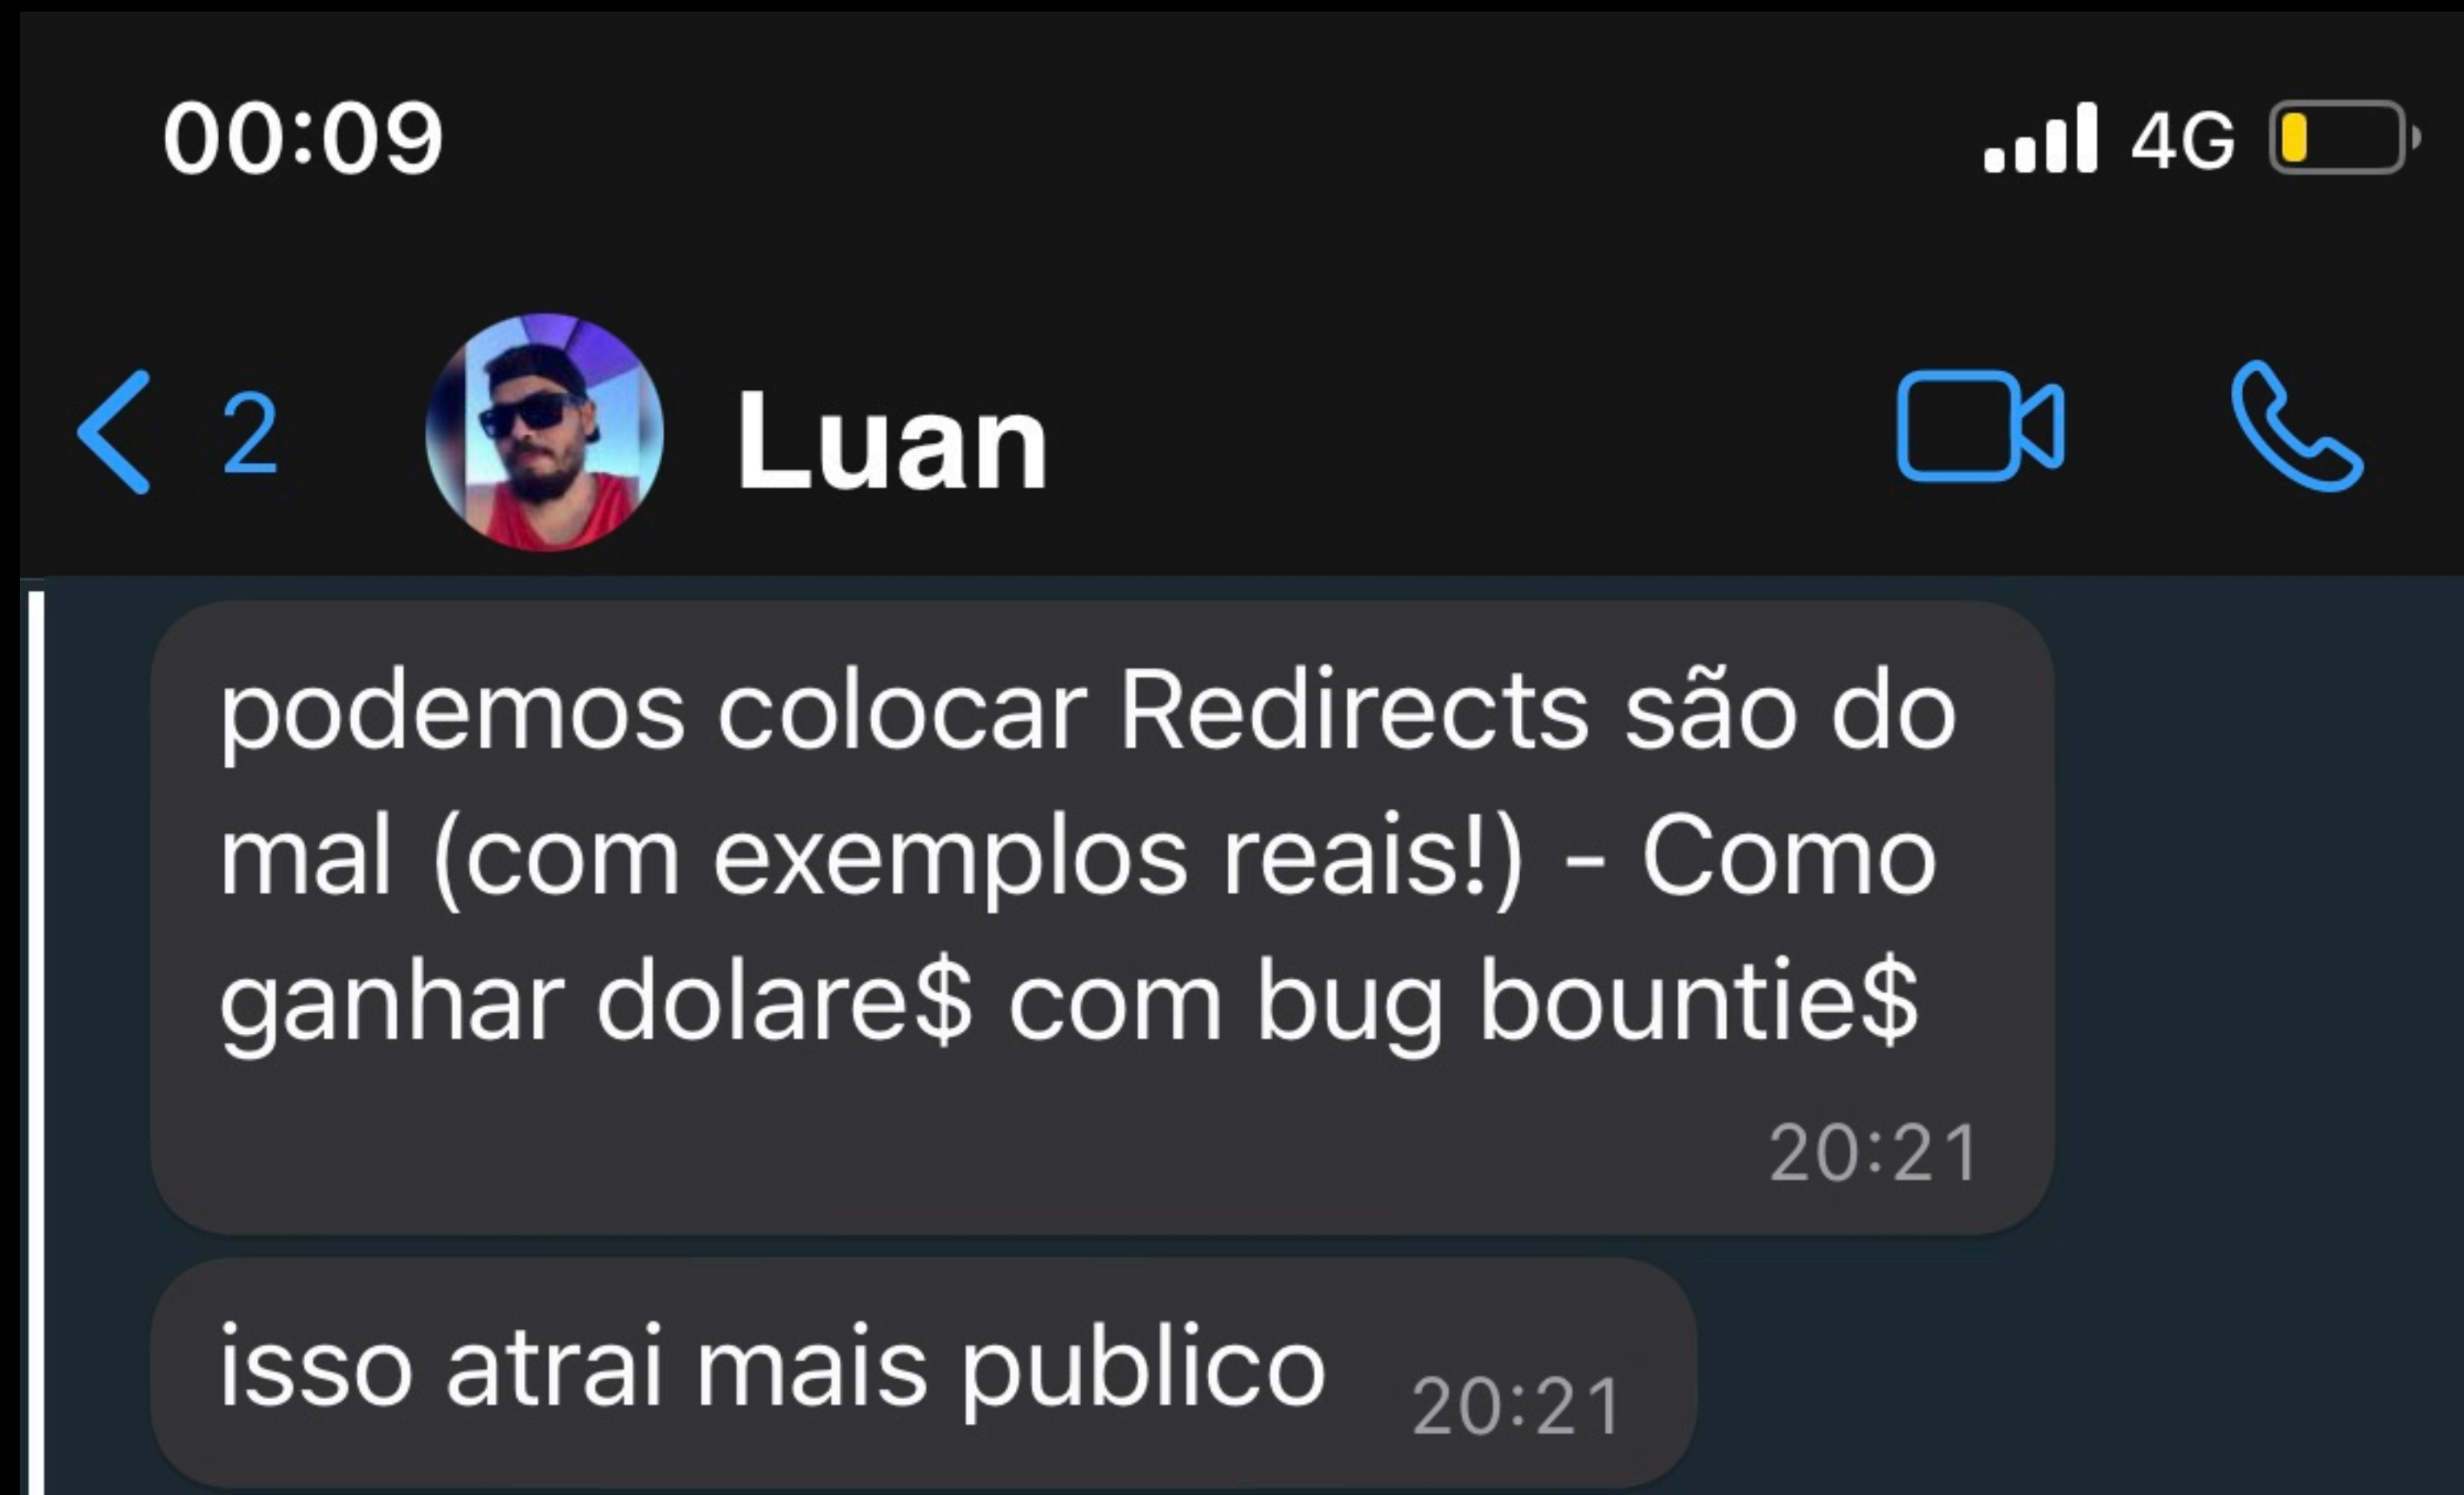 00:09 4G
2 Luan
podemos colocar Redirects são do
mal (com exemplos reais!) - Como
ganhar dolare$ com bug bountie$
20:21
isso atrai mais publico 20:21